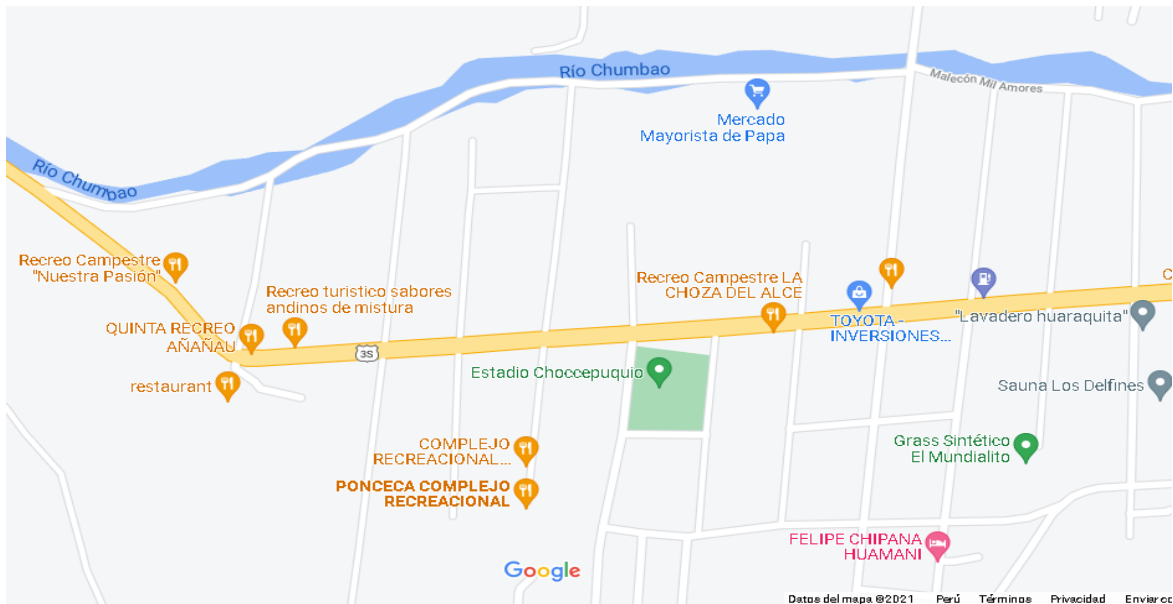 Río Chumbao
Malecón Mil Amores
Mercado
Mayorista de Papa
Río Chumbao
Recreo Campestre
"Nuestra Pasión"
Recreo turistico sabores
andinos de mistura
Recreo Campestre LA
CHOZA DEL ALCE
C
QUINTA RECREO
AÑAÑAU
TOYOTA -
INVERSIONES...
"Lavadero huaraquita"
3S
restaurant
Estadio Choccepuquio
Sauna Los Delfines
COMPLEJO
RECREACIONAL...
Grass Sintético
El Mundialito
PONCECA COMPLEJO
RECREACIONAL
FELIPE CHIPANA
HUAMANI
Google
Datos del mapa ©2021 Perú Términos Privacidad Enviar co